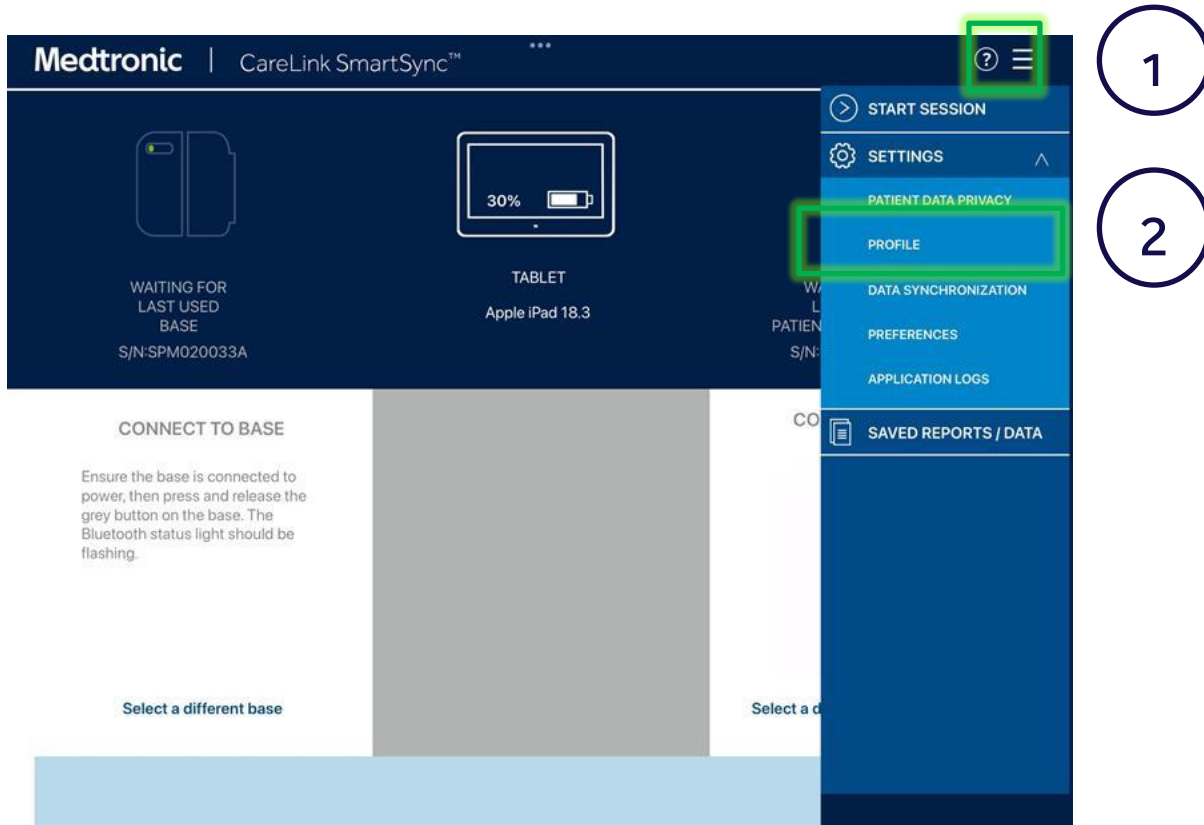 Medtronic | CareLink SmartSync™
?
1
START SESSION
SETTINGS
PATIENT DATA PRIVACY
PROFILE
2
DATA SYNCHRONIZATION
PREFERENCES
APPLICATION LOGS
SAVED REPORTS / DATA
WAITING FOR
LAST USED
BASE
S/N:SPM020033A
30%
TABLET
Apple iPad 18.3
W
L
PATIEN
S/N:
CONNECT TO BASE
Ensure the base is connected to
power, then press and release the
grey button on the base. The
Bluetooth status light should be
flashing.
Select a different base
CO
Select a d